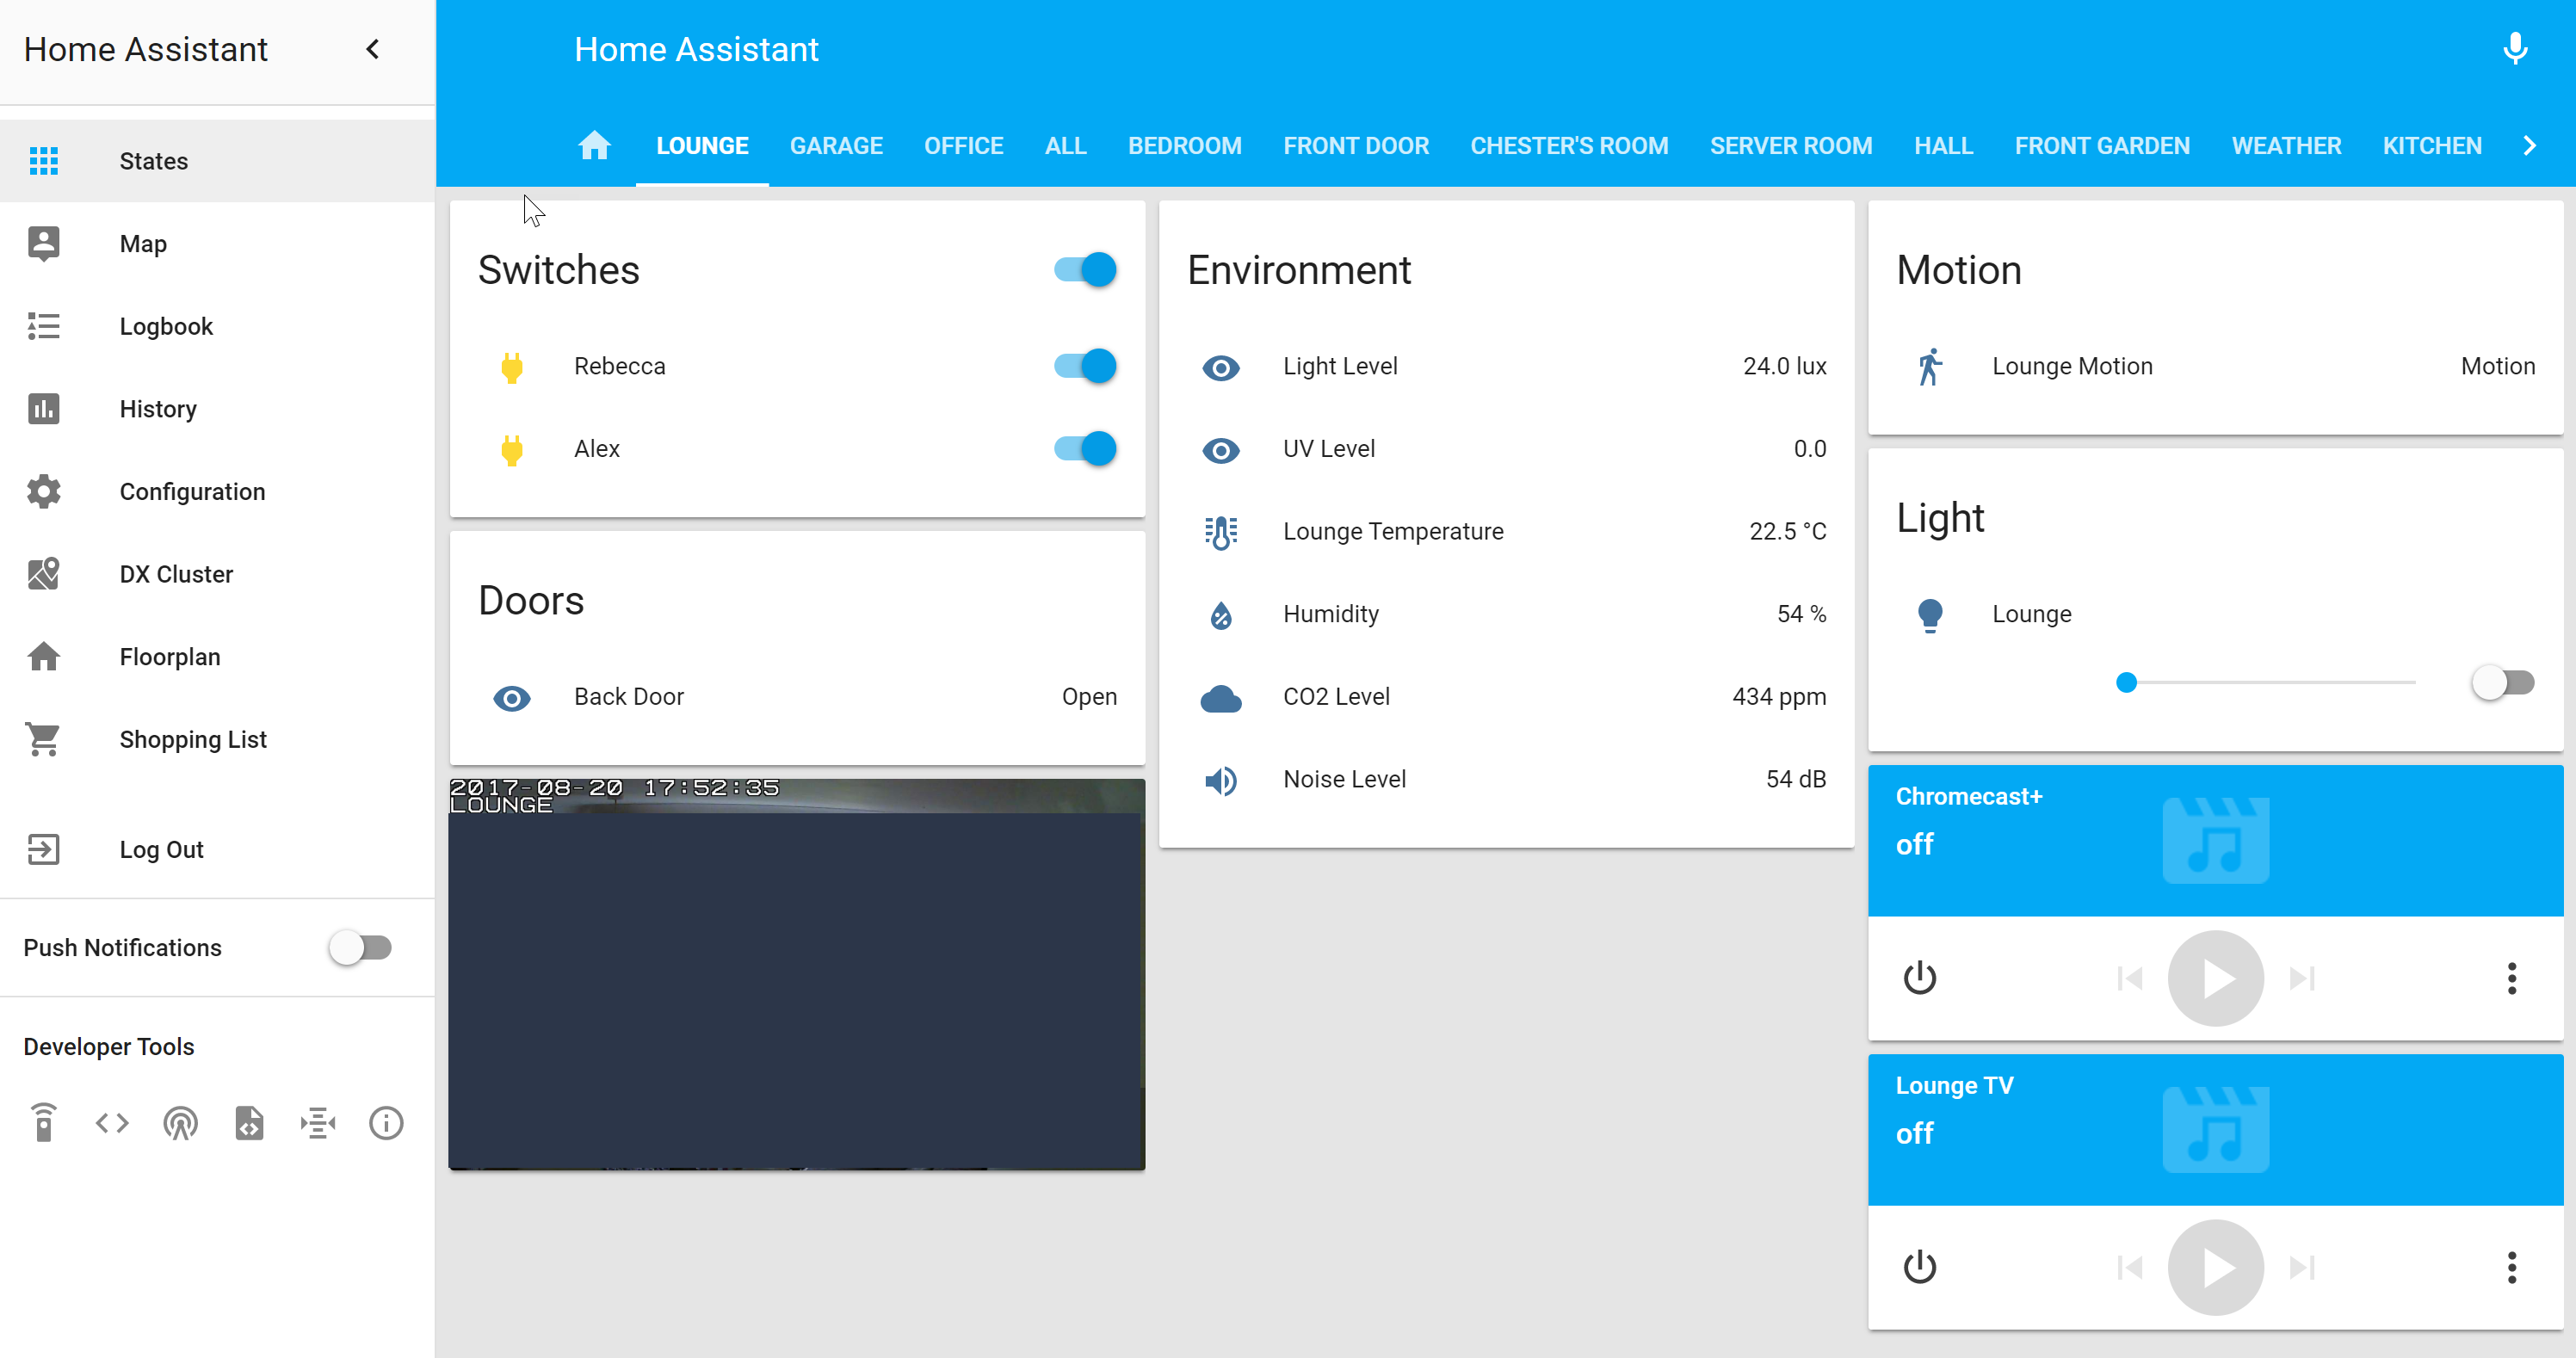 Home Assistant
States
Map
Logbook
History
Configuration
DX Cluster
Floorplan
Shopping List
Log Out
Push Notifications
Developer Tools
Home Assistant
LOUNGE GARAGE OFFICE ALL BEDROOM FRONT DOOR CHESTER'S ROOM SERVER ROOM HALL FRONT GARDEN WEATHER KITCHEN
Switches
Rebecca
Alex
Doors
Back Door Open
2017-08-20 17:52:35
LOUNGE
Environment
Light Level 24.0 lux
UV Level 0.0
Lounge Temperature 22.5 °C
Humidity 54 %
CO2 Level 434 ppm
Noise Level 54 dB
Motion
Lounge Motion Motion
Light
Lounge
Chromecast+
off
Lounge TV
off